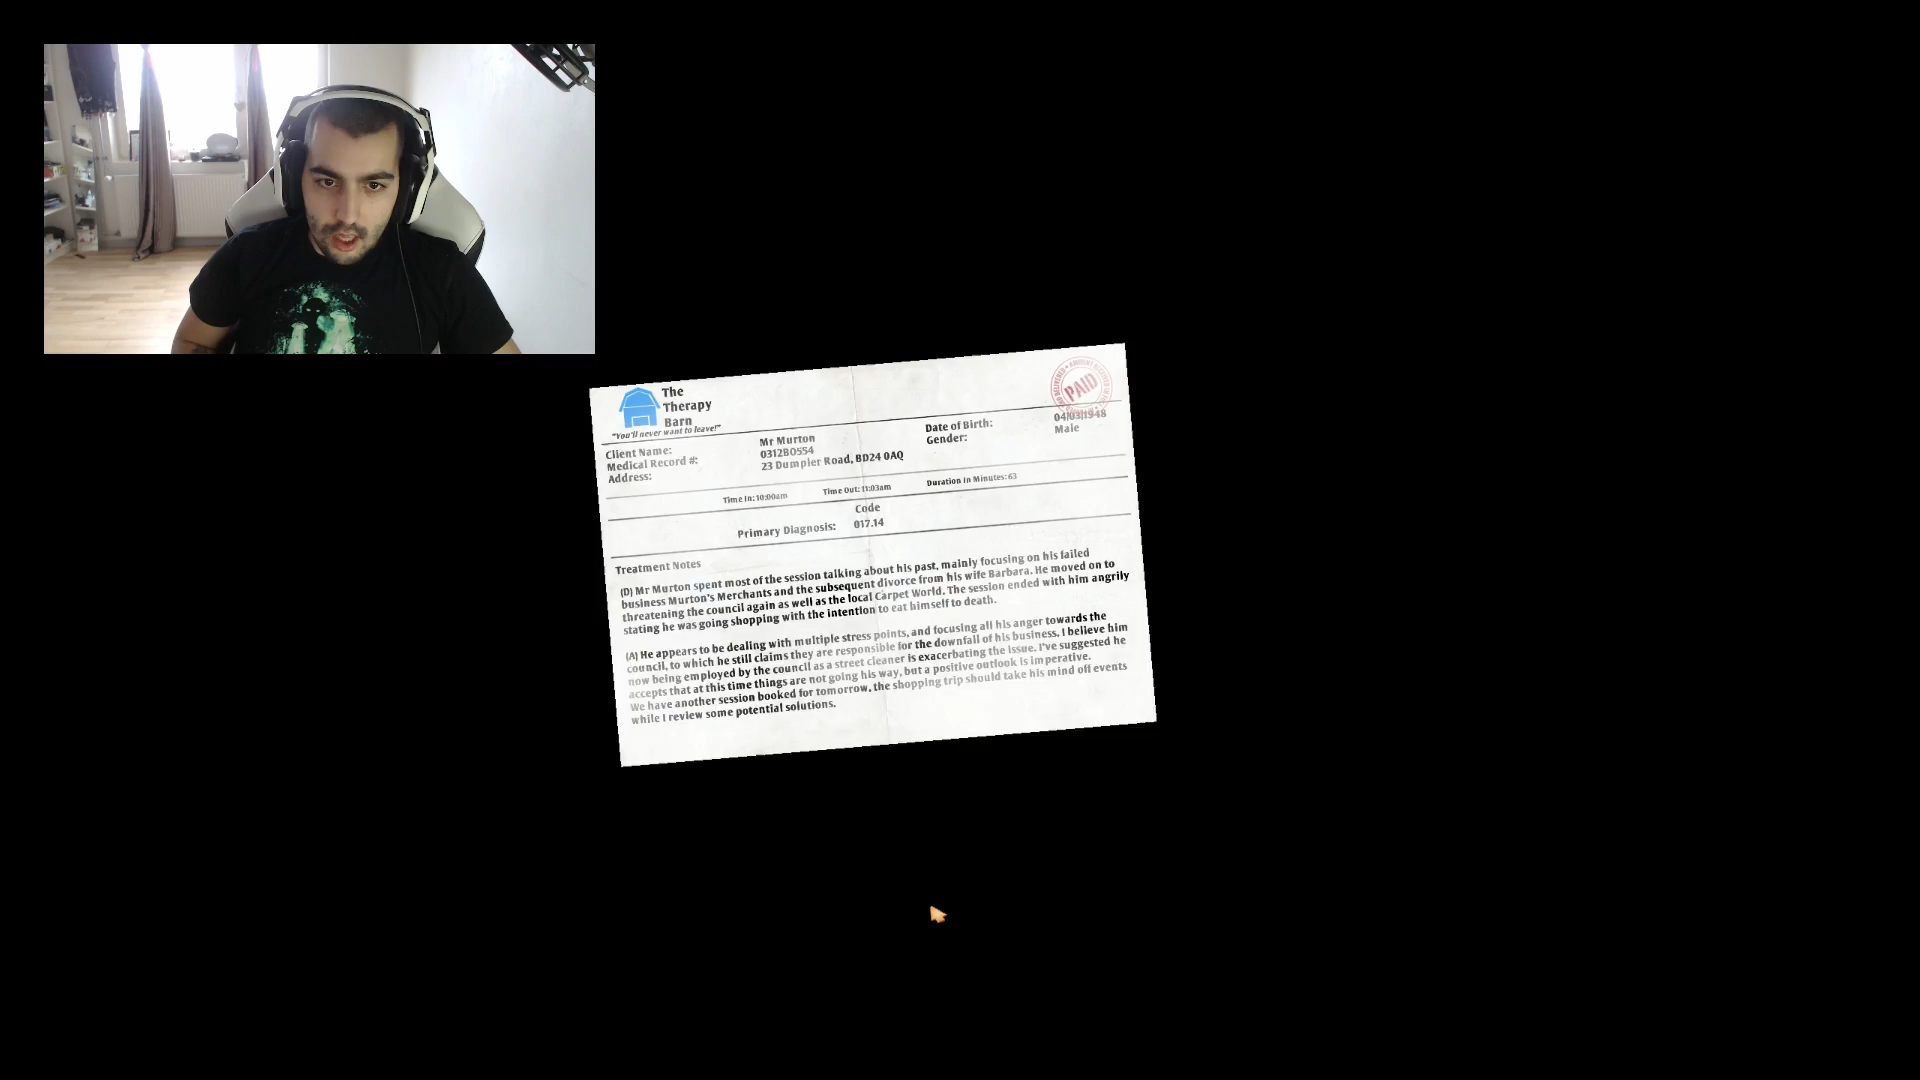 The
Therapy
Barn
"You'll never want to leave!"
PAID
Client Name: Mr Murton
Medical Record #: 0312B0554
Address: 23 Dumpier Road, BD24 0AQ
Date of Birth: 04/03/1948
Gender: Male
Time In: 10:00am Time Out: 11:03am Duration In Minutes: 63
Code
Primary Diagnosis: 017.14
Treatment Notes
(D) Mr Murton spent most of the session talking about his past, mainly focusing on his failed
business Murton's Merchants and the subsequent divorce from his wife Barbara. He moved on to
threatening the council again as well as the local Carpet World. The session ended with him angrily
stating he was going shopping with the intention to eat himself to death.
(A) He appears to be dealing with multiple stress points, and focusing all his anger towards the
council, to which he still claims they are responsible for the downfall of his business. I believe him
now being employed by the council as a street cleaner is exacerbating the issue. I've suggested he
accepts that at this time things are not going his way, but a positive outlook is imperative.
We have another session booked for tomorrow, the shopping trip should take his mind off events
while I review some potential solutions.